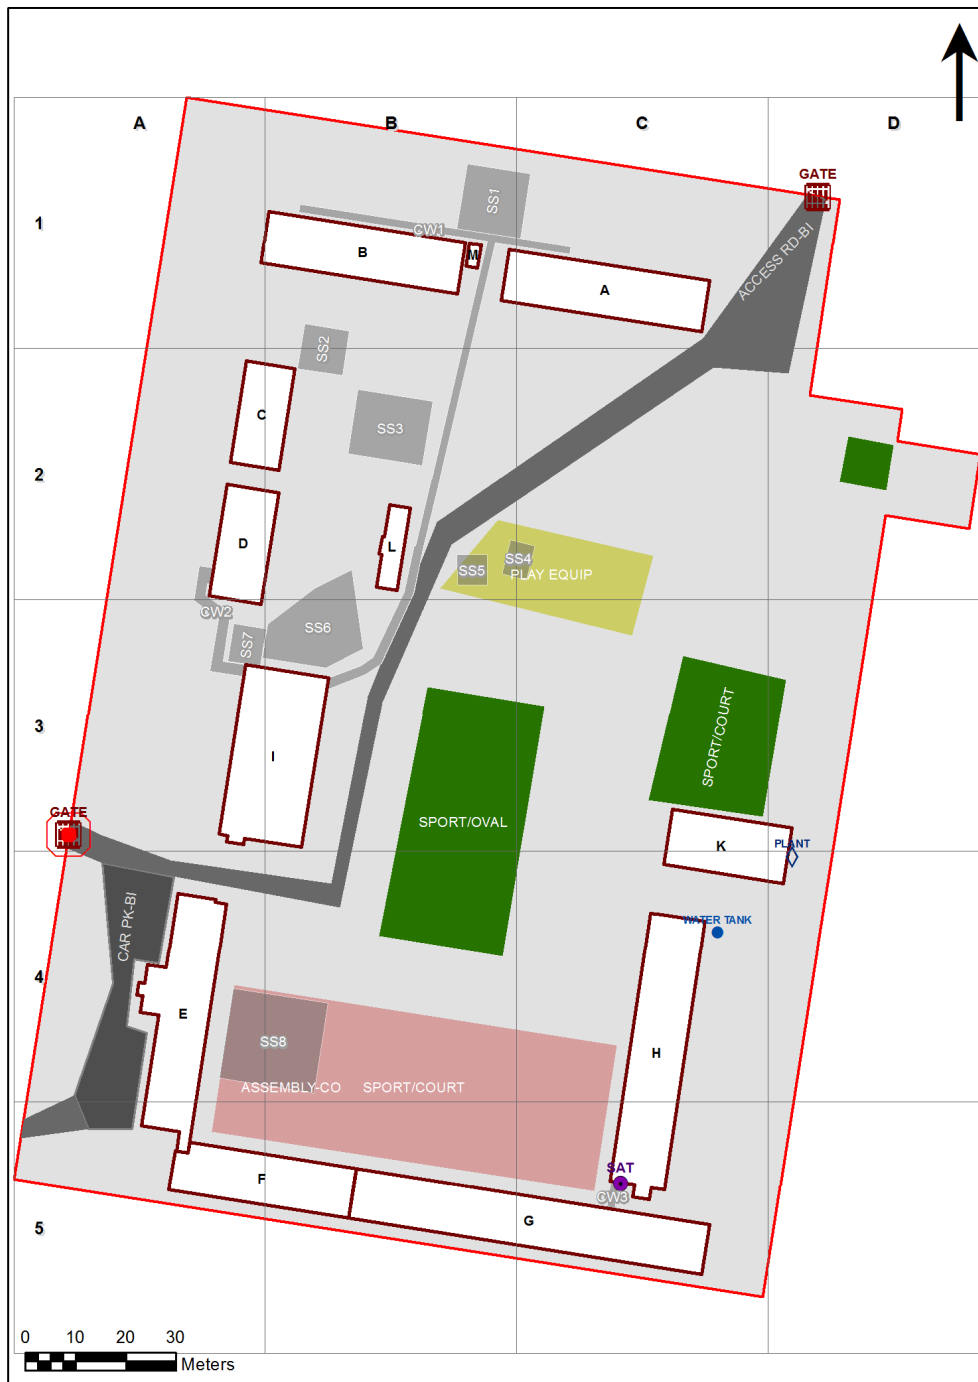 A
B
C
D
GATE
1
SS1
CW1
B
M
A
ACCESS RD-BI
SS2
C
SS3
2
D
L
SS4
SS5
PLAY EQUIP
CW2
SS6
SS7
SPORT/COURT
3
I
GATE
SPORT/OVAL
K
PLANT
CAR PK-BI
WATER TANK
4
E
SS8
H
ASSEMBLY-CO
SPORT/COURT
SAT
F
CW3
G
5
0 10 20 30
Meters